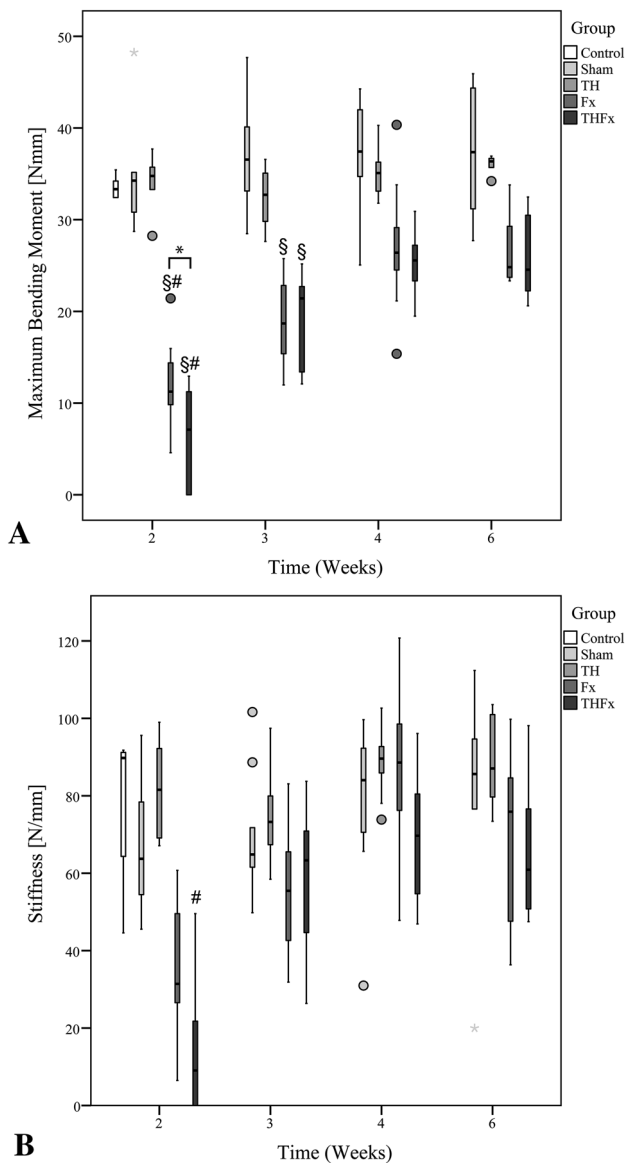 Group
Control
Sham
TH
Fx
THFx
Maximum Bending Moment [Nmm]
50
40
30
20
10
0
*
*
§#
§#
§ §
2 3 4 6
Time (Weeks)
A
Group
Control
Sham
TH
Fx
THFx
Stiffness [N/mm]
120
100
80
60
40
20
0
#
*
2 3 4 6
Time (Weeks)
B